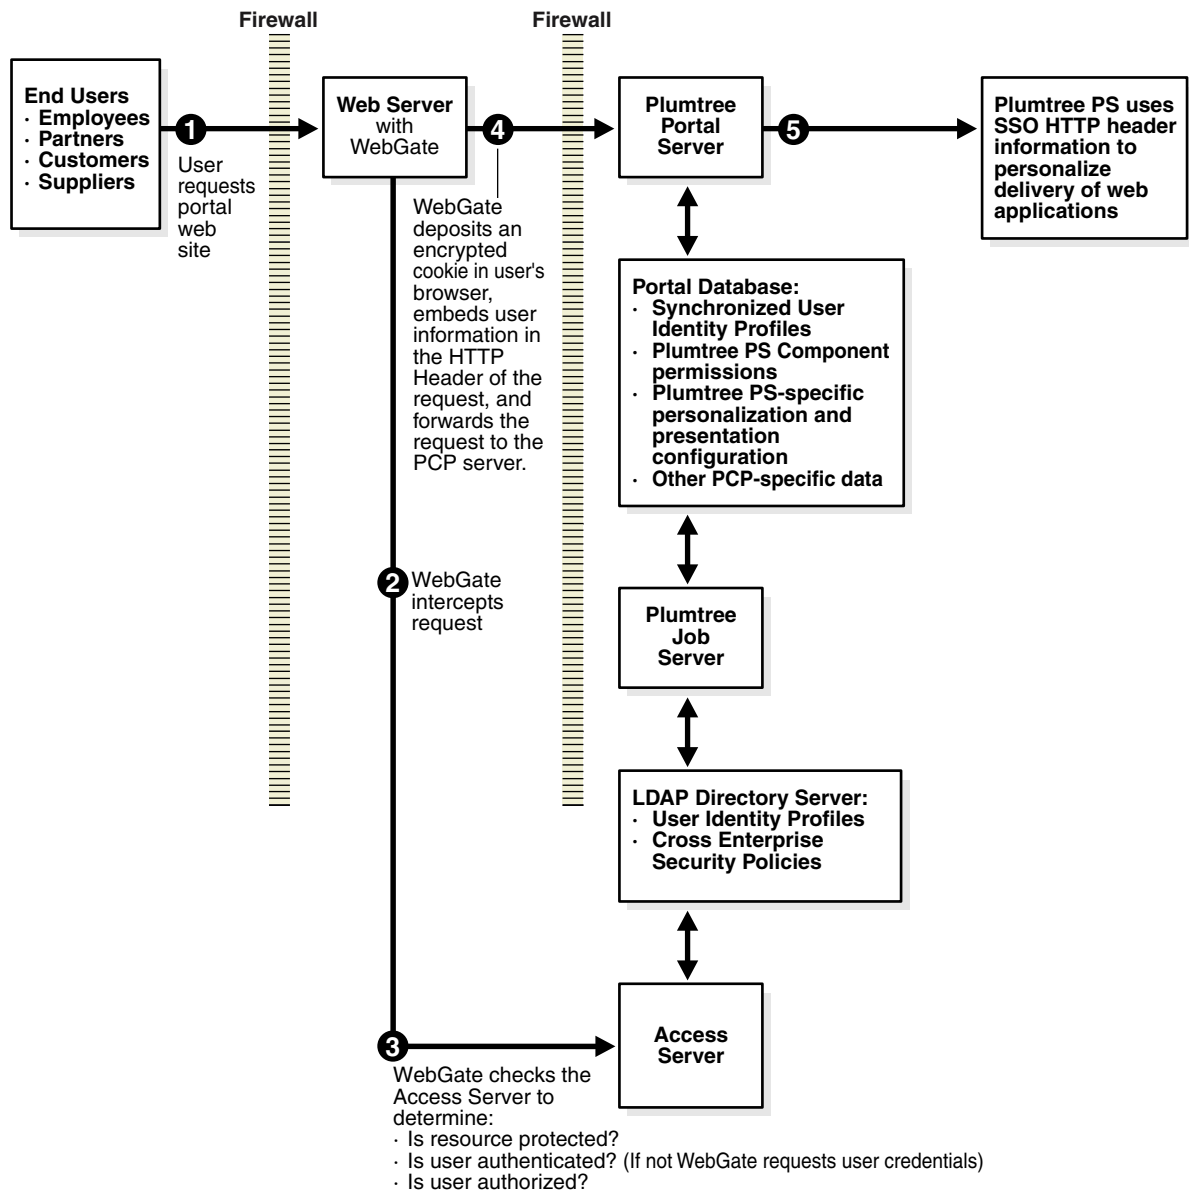 Firewall
Firewall
End Users
· Employees
· Partners
· Customers
· Suppliers
1
User
requests
portal
web
site
Web Server
with
WebGate
4
WebGate
deposits an
encrypted
cookie in user's
browser,
embeds user
information in
the HTTP
Header of the
request, and
forwards the
request to the
PCP server.
Plumtree
Portal
Server
5
Plumtree PS uses
SSO HTTP header
information to
personalize
delivery of web
applications
Portal Database:
· Synchronized User
Identity Profiles
· Plumtree PS Component
permissions
· Plumtree PS-specific
personalization and
presentation
configuration
· Other PCP-specific data
2
WebGate
intercepts
request
Plumtree
Job
Server
LDAP Directory Server:
· User Identity Profiles
· Cross Enterprise
Security Policies
Access
Server
3
WebGate checks the
Access Server to
determine:
· Is resource protected?
· Is user authenticated? (If not WebGate requests user credentials)
· Is user authorized?